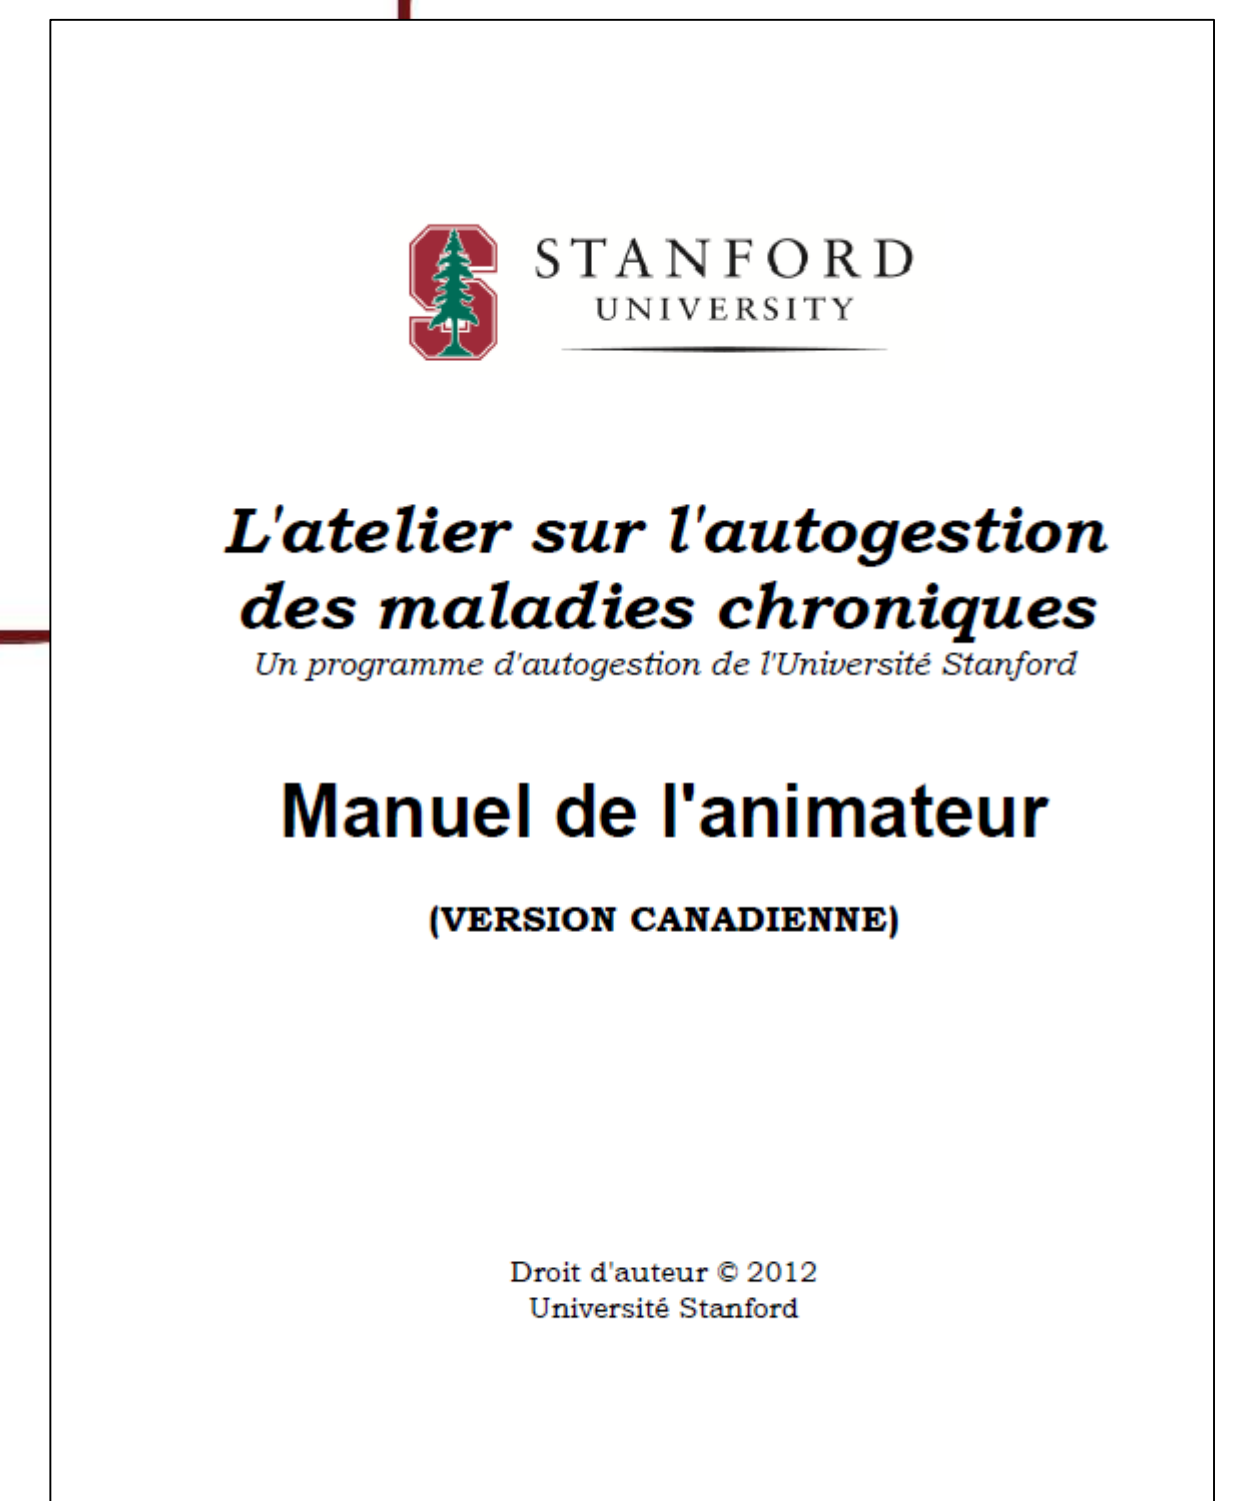 STANFORD
UNIVERSITY
L'atelier sur l'autogestion
des maladies chroniques
Un programme d'autogestion de l'Université Stanford
Manuel de l'animateur
(VERSION CANADIENNE)
Droit d'auteur © 2012
Université Stanford